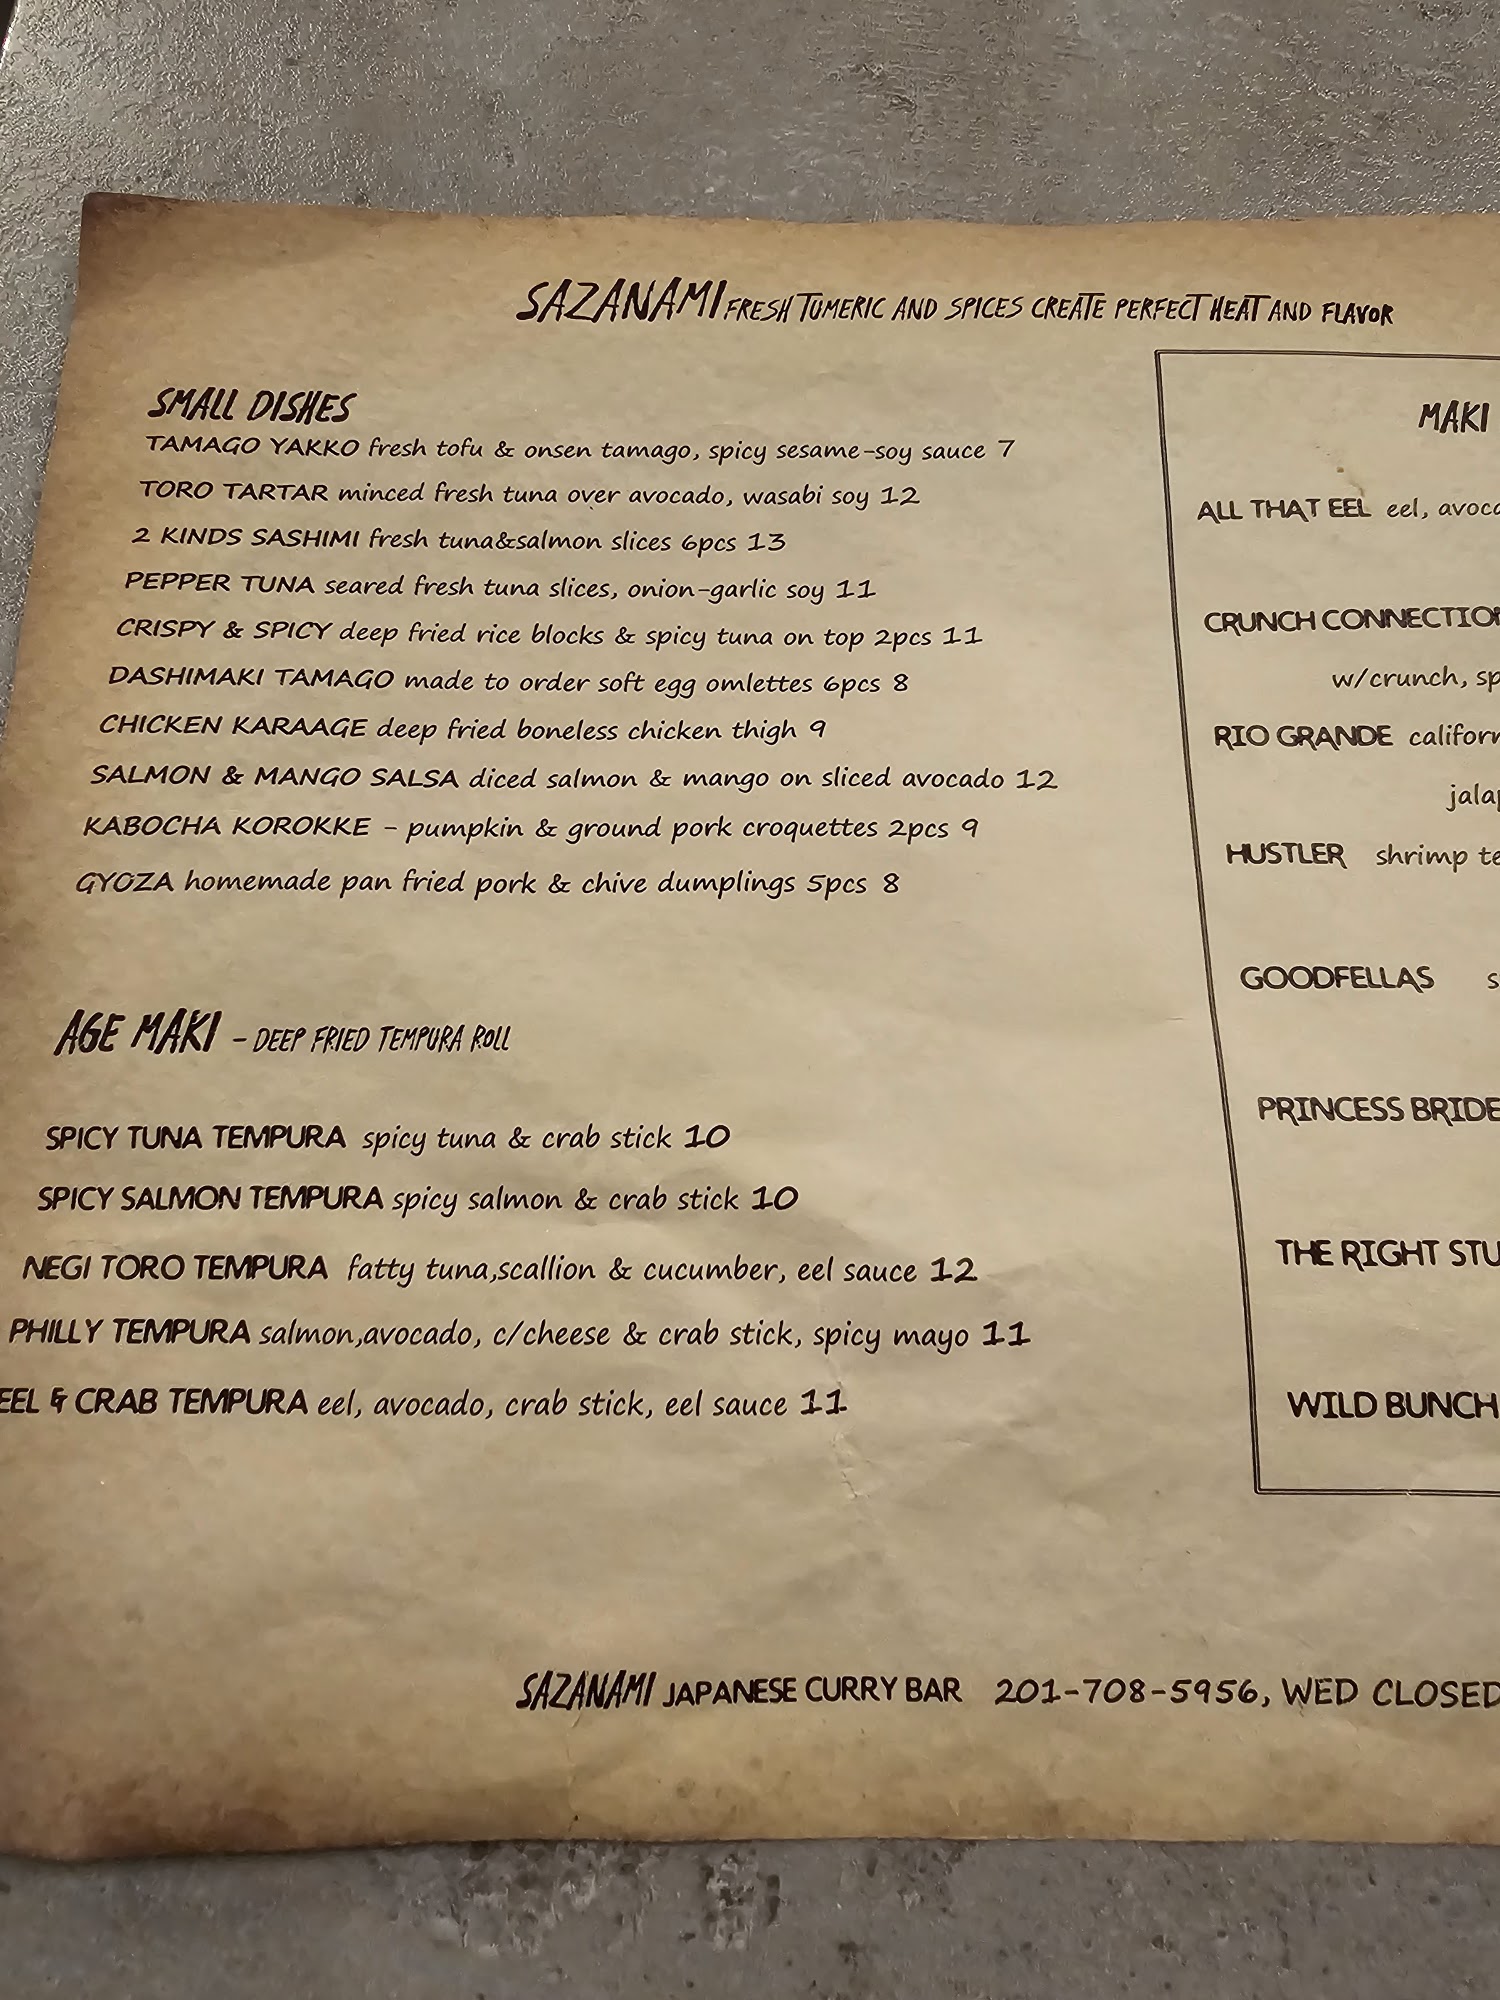 SAZANAMI FRESH TUMERIC AND SPICES CREATE PERFECT HEAT AND FLAVOR
SMALL DISHES
TAMAGO YAKKO fresh tofu & onsen tamago, spicy sesame-soy sauce 7
TORO TARTAR minced fresh tuna over avocado, wasabi soy 12
2 KINDS SASHIMI fresh tuna&salmon slices 6pcs 13
PEPPER TUNA seared fresh tuna slices, onion-garlic soy 11
CRISPY & SPICY deep fried rice blocks & spicy tuna on top 2pcs 11
DASHIMAKI TAMAGO made to order soft egg omlettes 6pcs 8
CHICKEN KARAAGE deep fried boneless chicken thigh 9
SALMON & MANGO SALSA diced salmon & mango on sliced avocado 12
KABOCHA KOROKKE - pumpkin & ground pork croquettes 2pcs 9
GYOZA homemade pan fried pork & chive dumplings 5pcs 8
AGE MAKI - DEEP FRIED TEMPURA ROLL
SPICY TUNA TEMPURA spicy tuna & crab stick 10
SPICY SALMON TEMPURA spicy salmon & crab stick 10
NEGI TORO TEMPURA fatty tuna,scallion & cucumber, eel sauce 12
PHILLY TEMPURA salmon,avocado, c/cheese & crab stick, spicy mayo 11
EEL & CRAB TEMPURA eel, avocado, crab stick, eel sauce 11
MAKI
ALL THAT EEL eel,
CRUNCH CONNECTION
w/crunch,
RIO GRANDE
HUSTLER shrimp
GOODFELLAS
PRINCESS BRIDE
THE RIGHT
WILD BUNCH
SAZANAMI JAPANESE CURRY BAR 201-708-5956, WED CLOSED